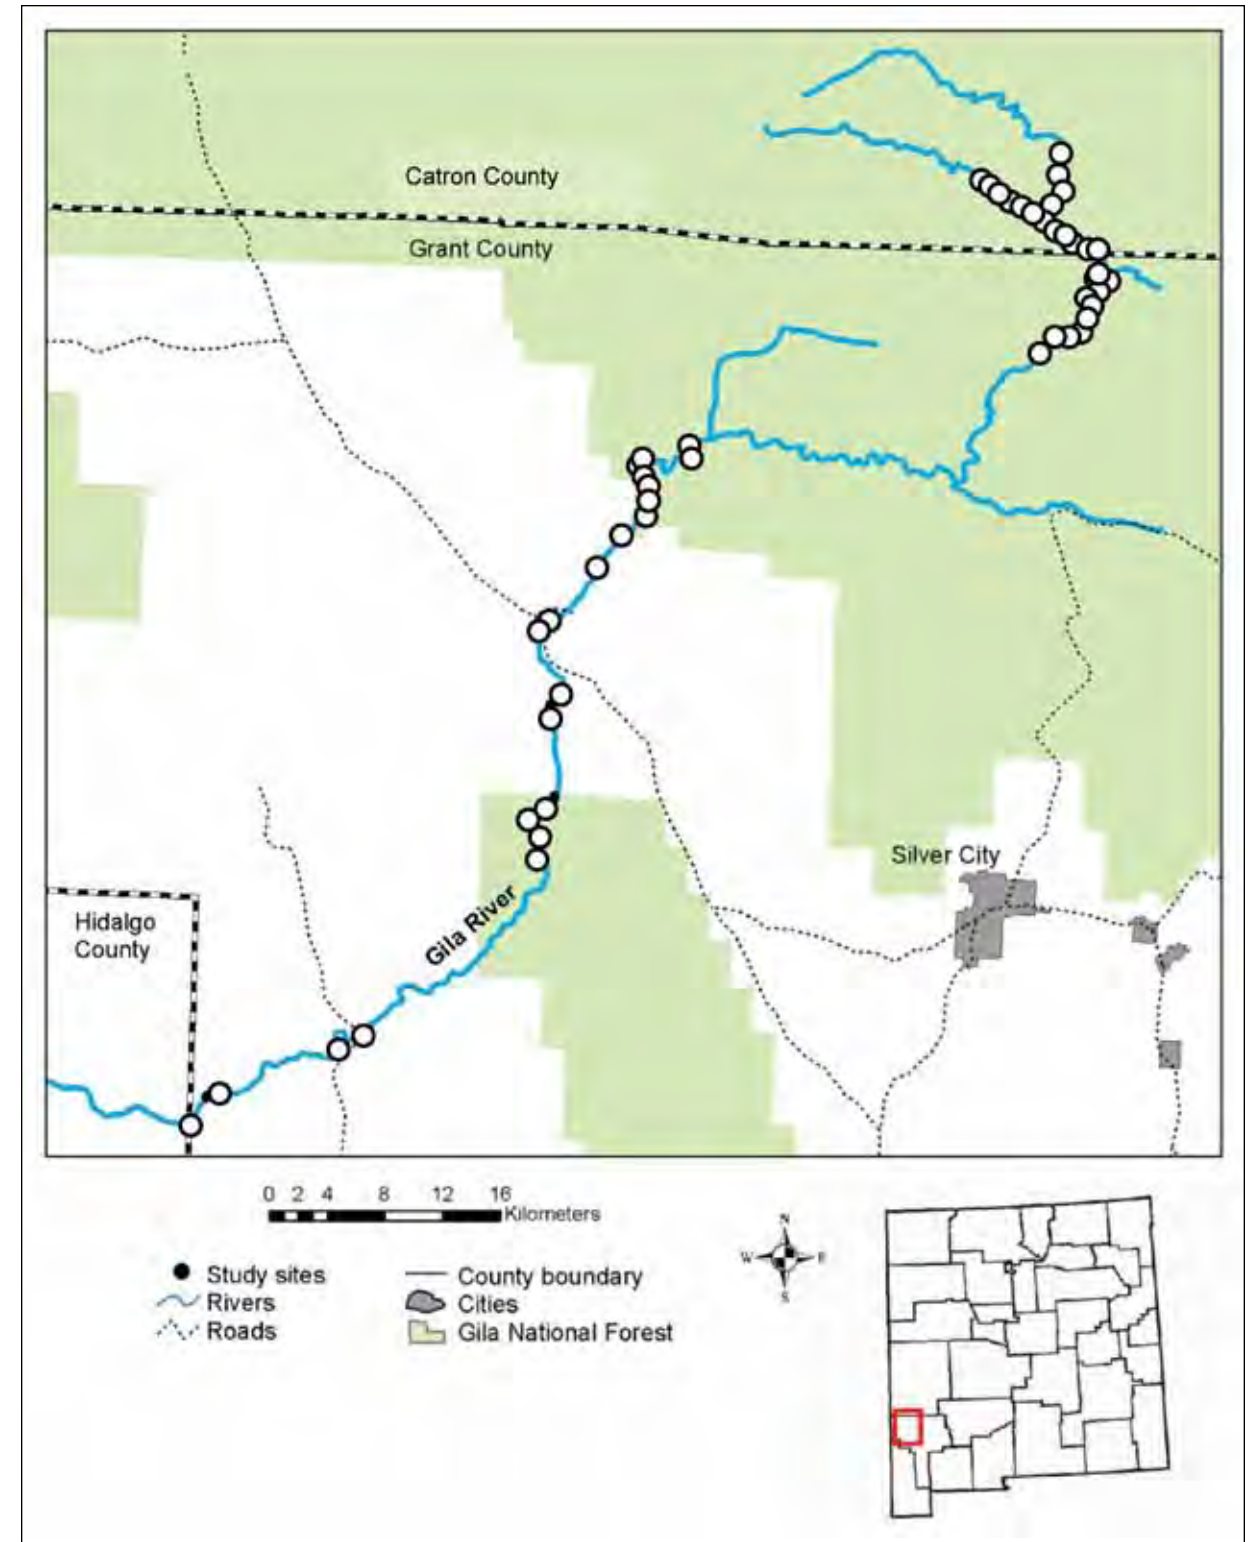 Catron County
Grant County
Silver City
Hidalgo
County
Gila River
0 2 4 8 12 16
Kilometers
N
W E
S
Study sites
Rivers
Roads
County boundary
Cities
Gila National Forest